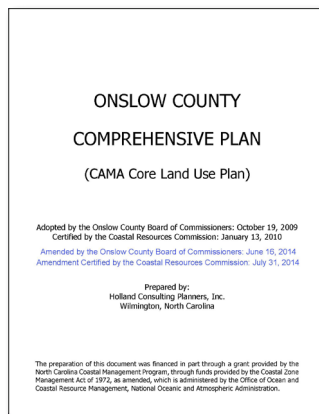 ONSLOW COUNTY
COMPREHENSIVE PLAN
(CAMA Core Land Use Plan)
Adopted by the Onslow County Board of Commissioners: October 19, 2009
Certified by the Coastal Resources Commission: January 13, 2010
Amended by the Onslow County Board of Commissioners: June 16, 2014
Amendment Certified by the Coastal Resources Commission: July 31, 2014
Prepared by:
Holland Consulting Planners, Inc.
Wilmington, North Carolina
The preparation of this document was financed in part through a grant provided by the
North Carolina Coastal Management Program, through funds provided by the Coastal Zone
Management Act of 1972, as amended, which is administered by the Office of Ocean and
Coastal Resource Management, National Oceanic and Atmospheric Administration.